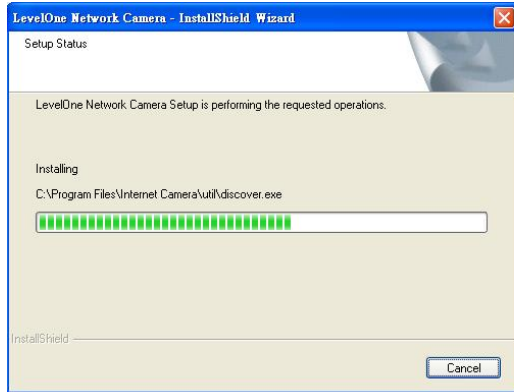 LevelOne Network Camera - InstallShield Wizard
Setup Status
LevelOne Network Camera Setup is performing the requested operations.
Installing
C:\Program Files\Internet Camera\util\discover.exe
InstallShield
Cancel